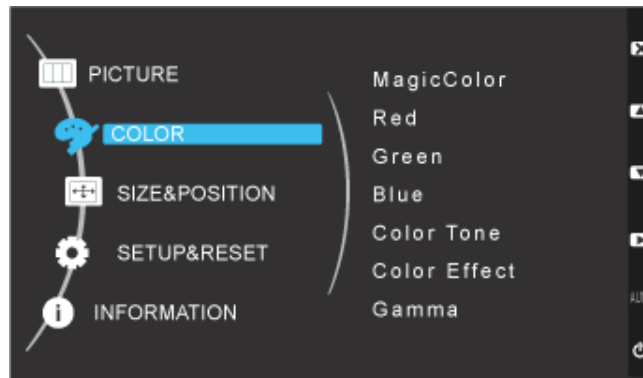 PICTURE
COLOR
SIZE&POSITION
SETUP&RESET
INFORMATION
MagicColor
Red
Green
Blue
Color Tone
Color Effect
Gamma